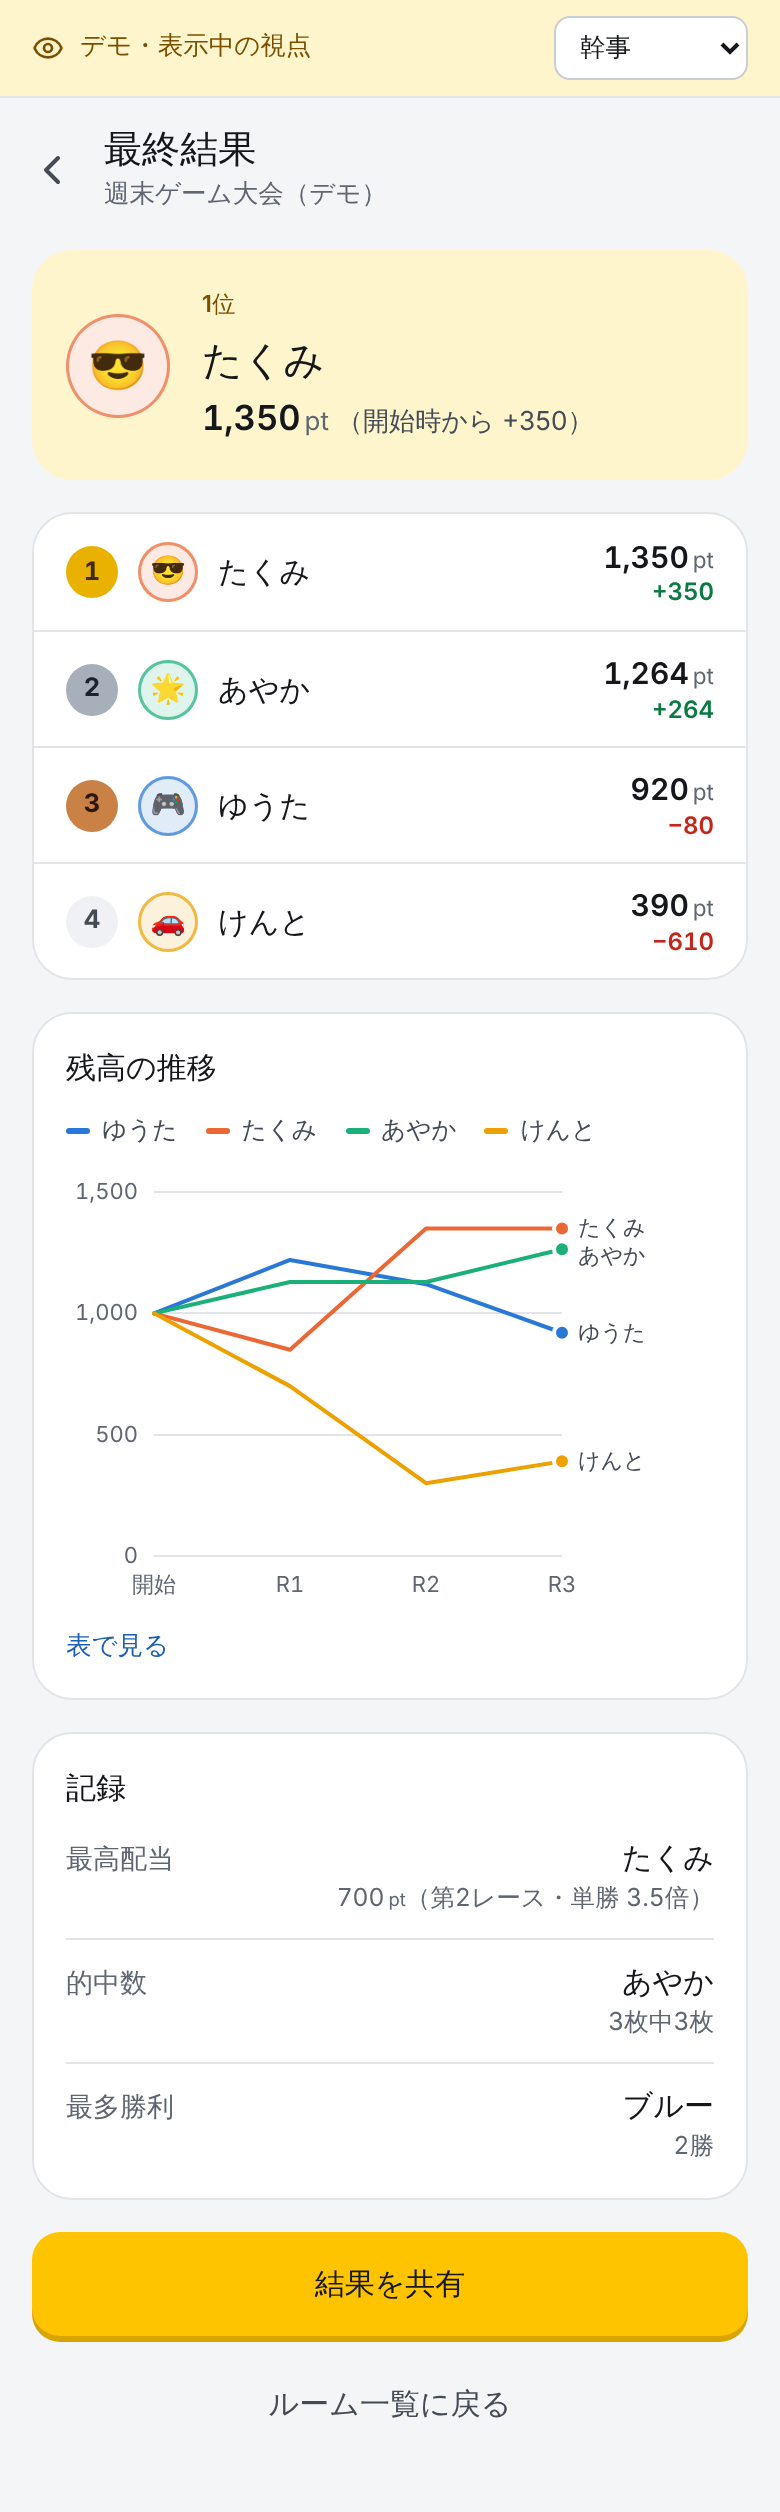 デモ・表示中の視点
幹事
最終結果
週末ゲーム大会（デモ）
1位
たくみ
1,350 pt （開始時から +350）
1 たくみ 1,350 pt
+350
2 あやか 1,264 pt
+264
3 ゆうた 920 pt
−80
4 けんと 390 pt
−610
残高の推移
ゆうた たくみ あやか けんと
1,500
たくみ
あやか
1,000
ゆうた
500
けんと
0
開始 R1 R2 R3
表で見る
記録
最高配当 たくみ
700 pt（第2レース・単勝 3.5倍）
的中数 あやか
3枚中3枚
最多勝利 ブルー
2勝
結果を共有
ルーム一覧に戻る